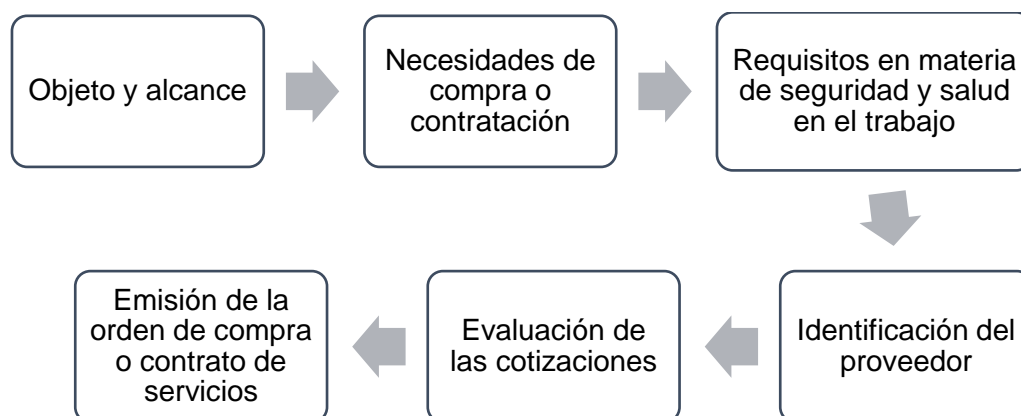 Objeto y alcance
Necesidades de
compra o
contratación
Requisitos en materia
de seguridad y salud
en el trabajo
Identificación del
proveedor
Evaluación de
las cotizaciones
Emisión de la
orden de compra
o contrato de
servicios